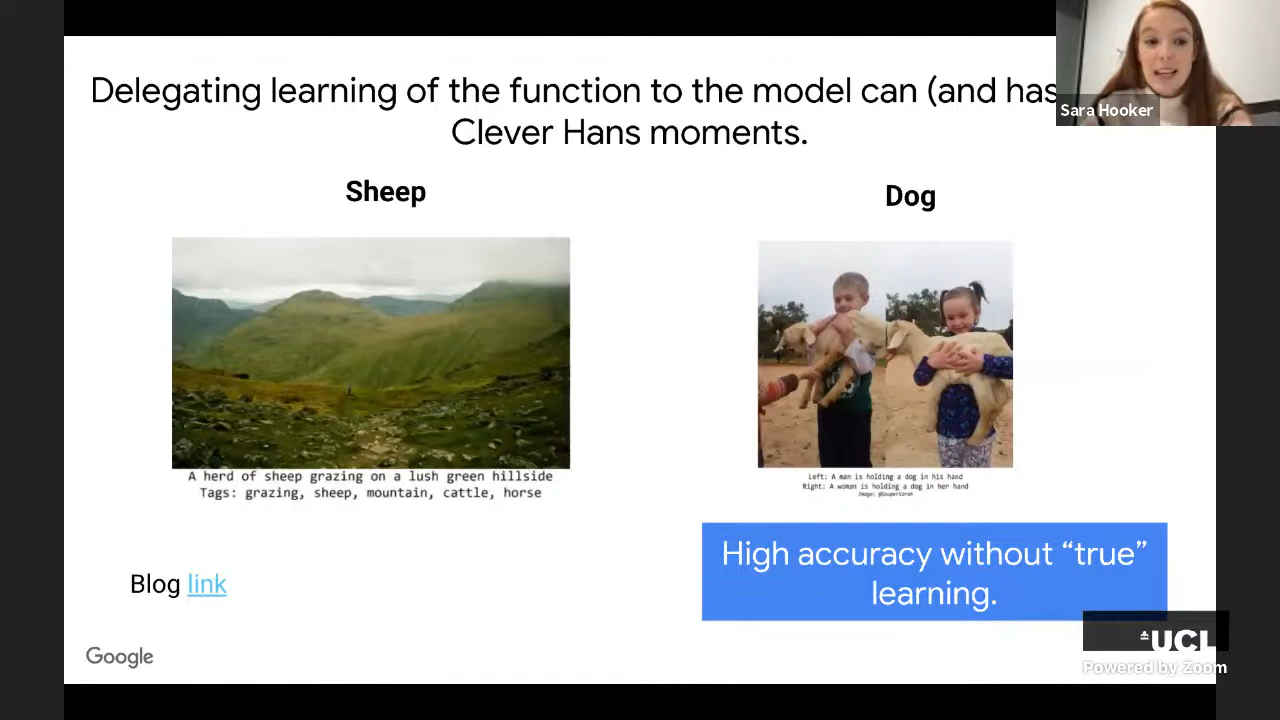 Delegating learning of the function to the model can (and has
Clever Hans moments.
Sara Hooker
Sheep
Dog
A herd of sheep grazing on a lush green hillside
Tags: grazing, sheep, mountain, cattle, horse
Left: A man is holding a dog in his hand
Right: A woman is holding a dog in her hand
Image: @SouperSarah
High accuracy without “true”
learning.
Blog link
Google
UCL
Powered by Zoom